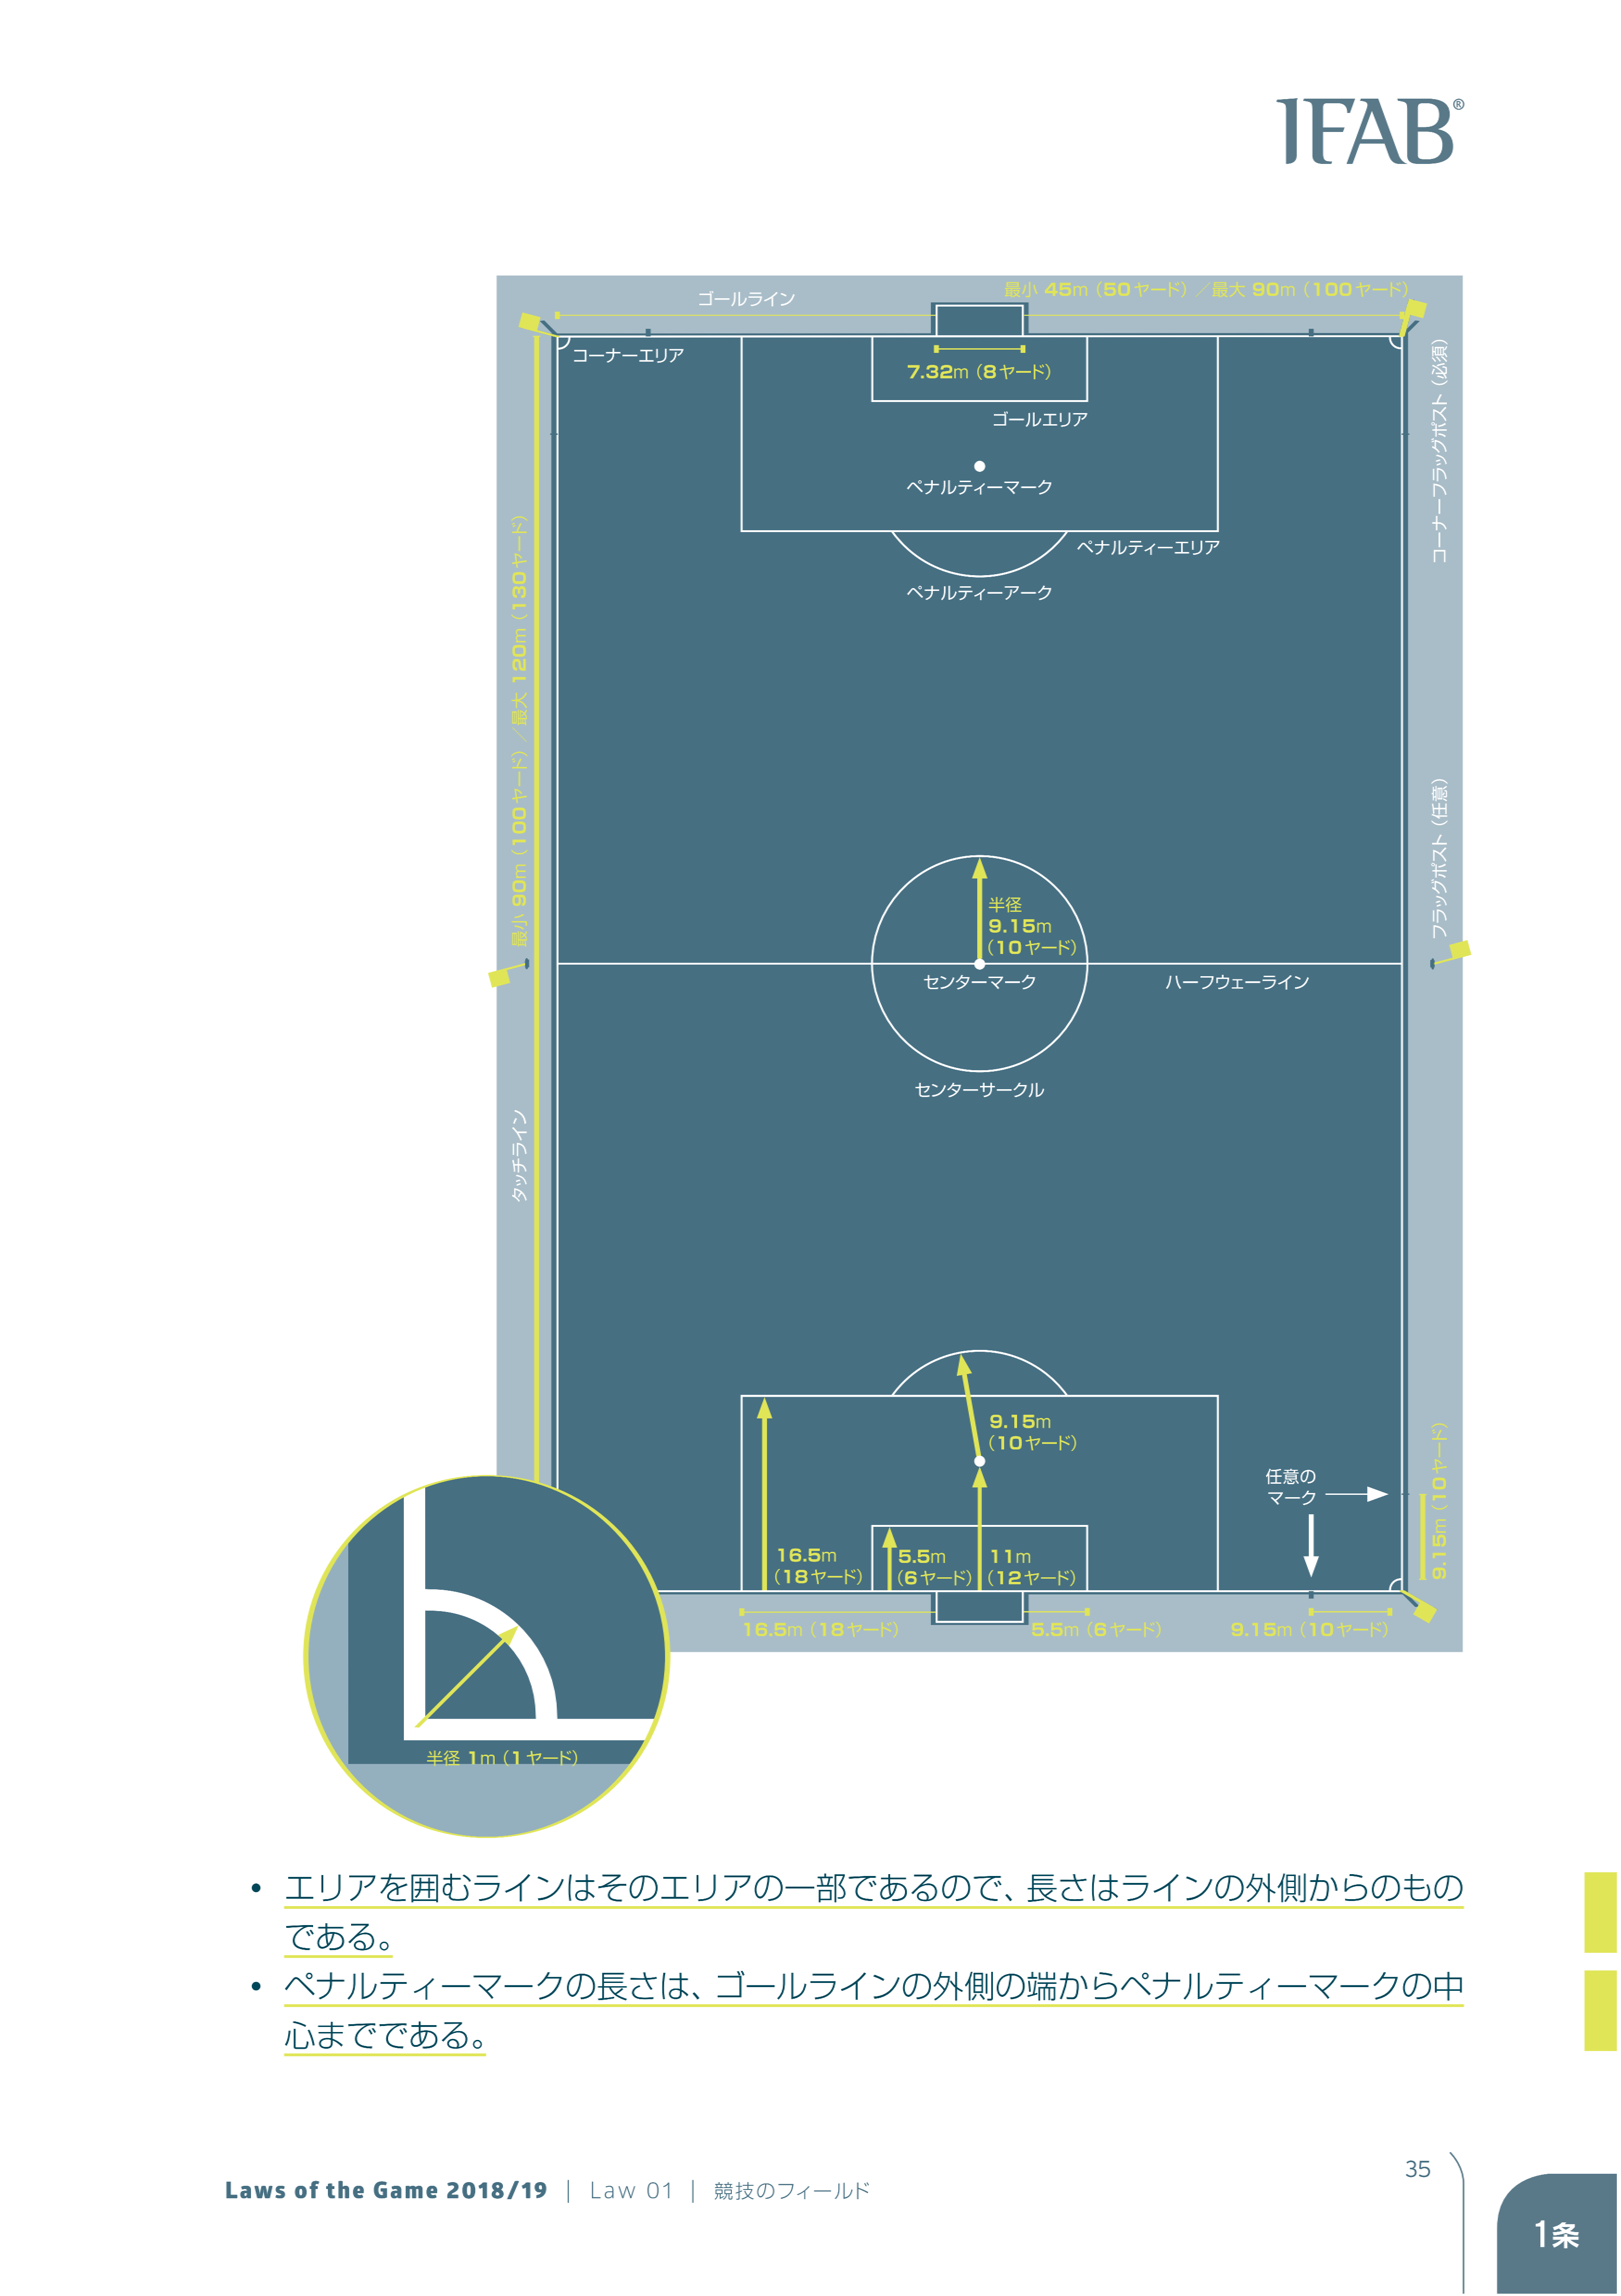 IFAB®
最小 45m（50ヤード）／最大 90m（100ヤード）
ゴールライン
コーナーエリア
7.32m（8ヤード）
ゴールエリア
ペナルティーマーク
ペナルティーエリア
ペナルティーアーク
コーナーフラッグポスト（必須）
最小 90m（100ヤード）／最大 120m（130ヤード）
フラッグポスト（任意）
半径
9.15m
（10ヤード）
センターマーク
ハーフウェーライン
センターサークル
タッチライン
9.15m
（10ヤード）
任意の
マーク
9.15m（10ヤード）
16.5m
（18ヤード）
5.5m
（6ヤード）
11m
（12ヤード）
16.5m（18ヤード）
5.5m（6ヤード）
9.15m（10ヤード）
半径 1m（1ヤード）
• エリアを囲むラインはそのエリアの一部であるので、長さはラインの外側からのもの
である。
• ペナルティーマークの長さは、ゴールラインの外側の端からペナルティーマークの中
心までである。
35
Laws of the Game 2018/19 | Law 01 | 競技のフィールド
1条